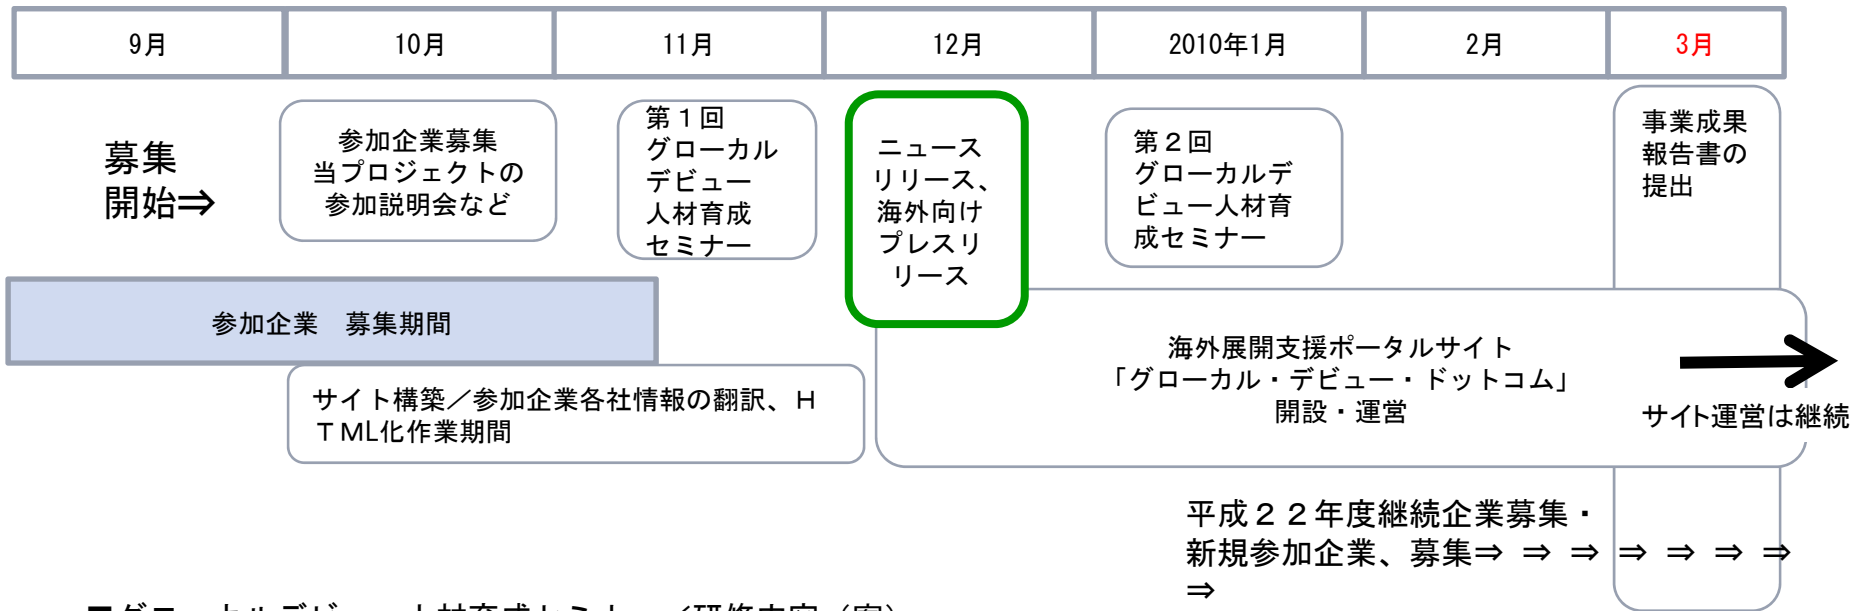 9月
10月
11月
12月
2010年1月
2月
3月
募集
開始⇒
参加企業募集
当プロジェクトの
参加説明会など
第１回
グローカル
デビュー
人材育成
セミナー
ニュース
リリース、
海外向け
プレスリ
リース
第２回
グローカルデ
ビュー人材育
成セミナー
事業成果
報告書の
提出
参加企業　募集期間
サイト構築／参加企業各社情報の翻訳、Ｈ
ＴＭＬ化作業期間
海外展開支援ポータルサイト
「グローカル・デビュー・ドットコム」
開設・運営
サイト運営は継続
平成２２年度継続企業募集・
新規参加企業、募集⇒ ⇒ ⇒ ⇒ ⇒ ⇒ ⇒
⇒